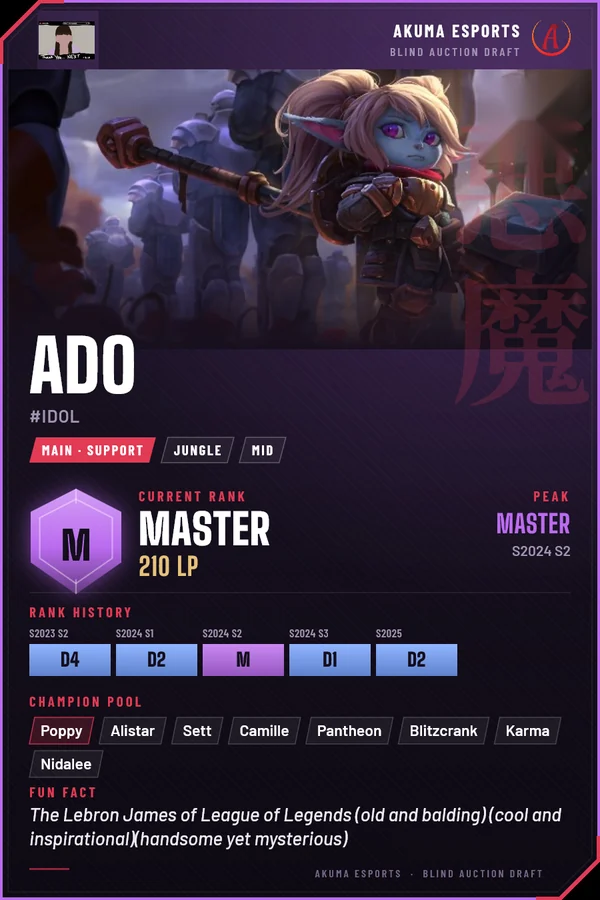 AKUMA ESPORTS
BLIND AUCTION DRAFT
A
悪
魔
ADO
#IDOL
MAIN · SUPPORT
JUNGLE
MID
CURRENT RANK
M
MASTER
210 LP
PEAK
MASTER
S2024 S2
RANK HISTORY
S2023 S2
S2024 S1
S2024 S2
S2024 S3
S2025
D4
D2
M
D1
D2
CHAMPION POOL
Poppy
Alistar
Sett
Camille
Pantheon
Blitzcrank
Karma
Nidalee
FUN FACT
The Lebron James of League of Legends (old and balding) (cool and
inspirational)(handsome yet mysterious)
AKUMA ESPORTS · BLIND AUCTION DRAFT